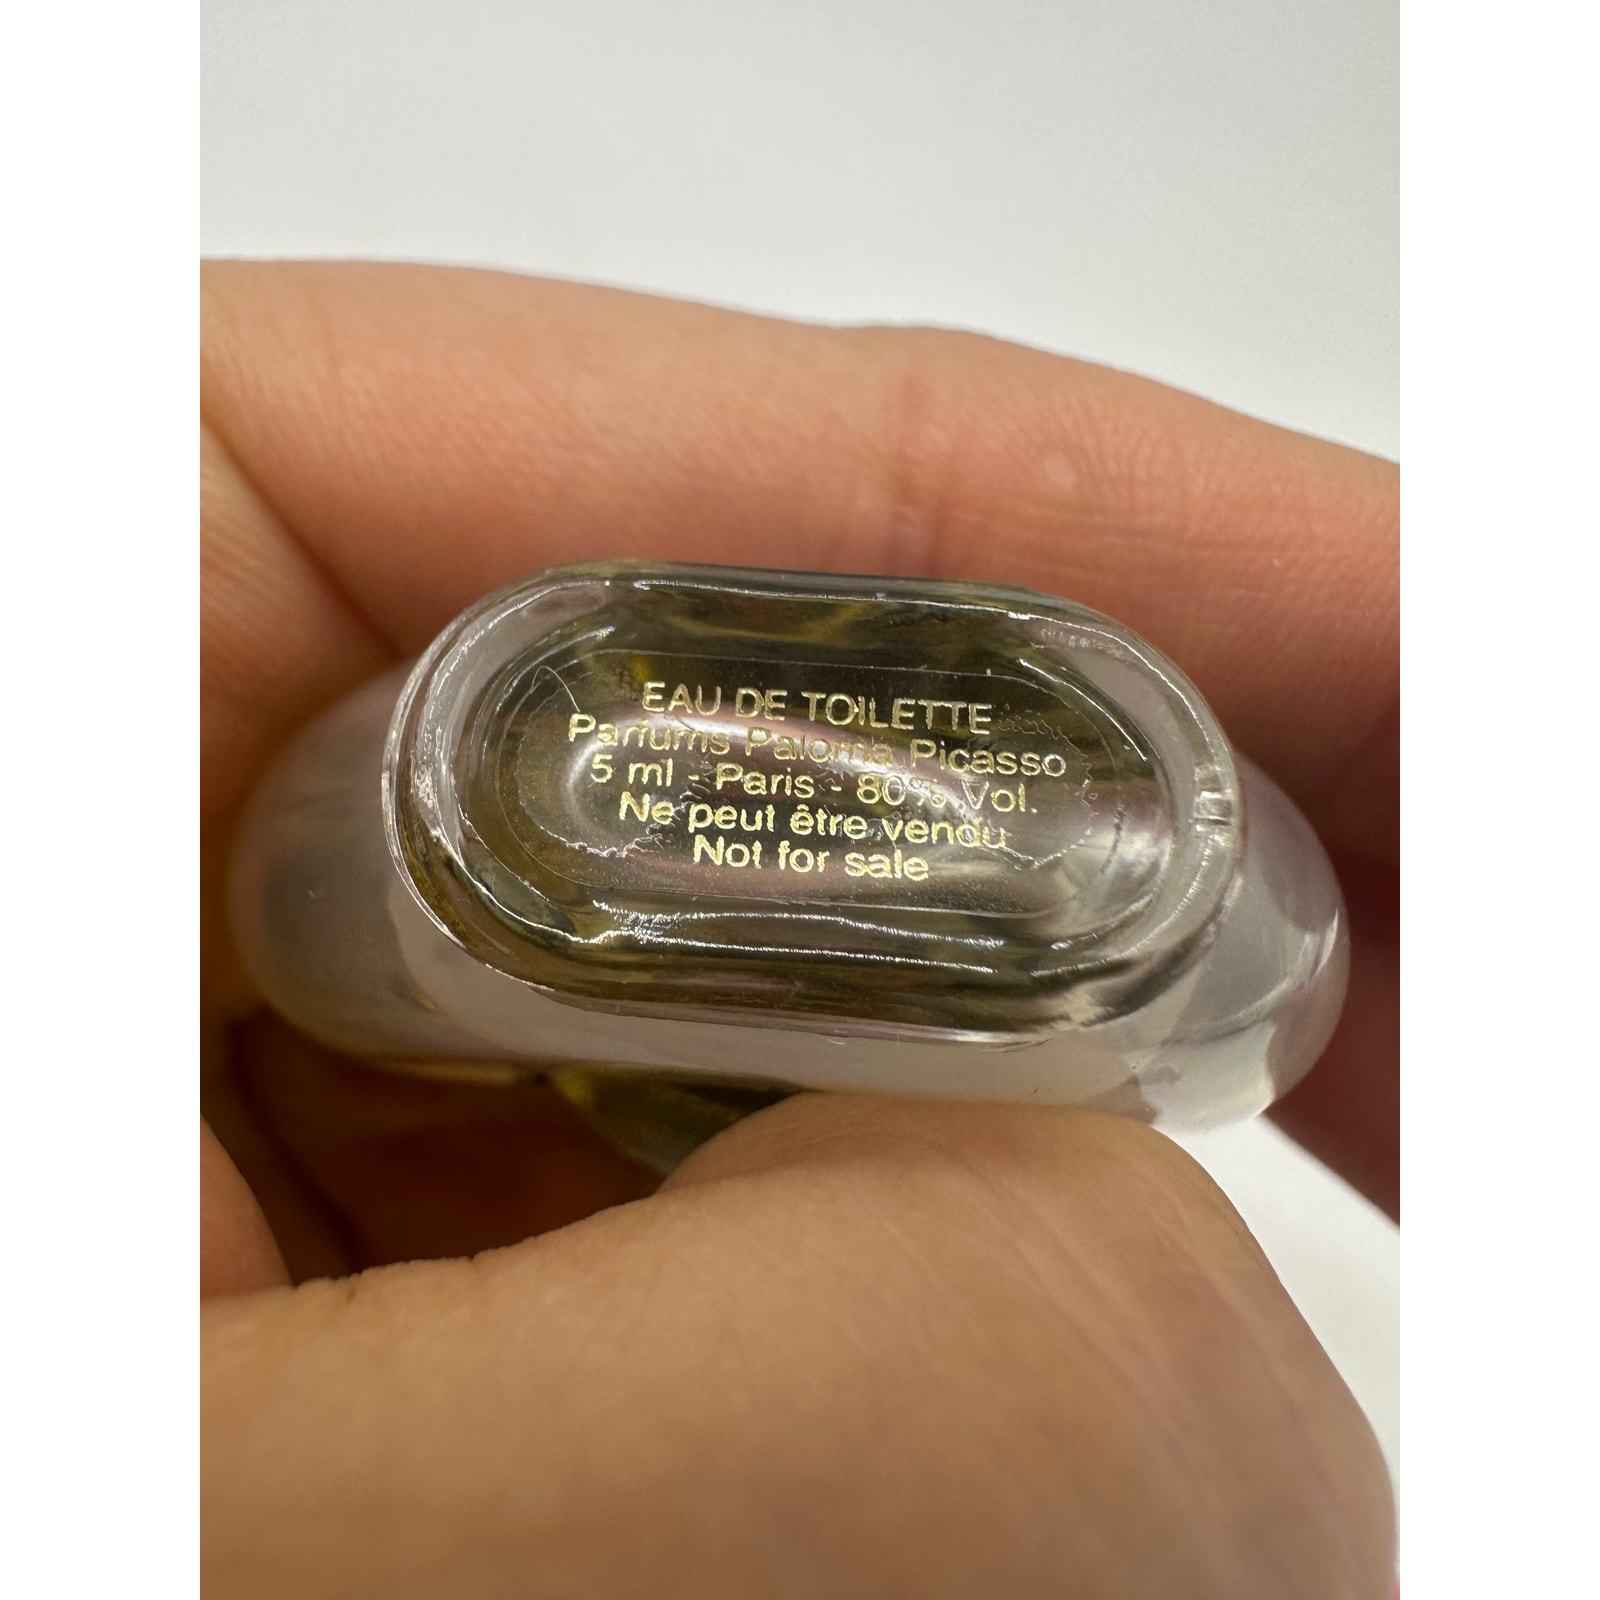 EAU DE TOILETTE
Parfums Paloma Picasso
5 ml - Paris - 80% Vol.
Ne peut être vendu
Not for sale